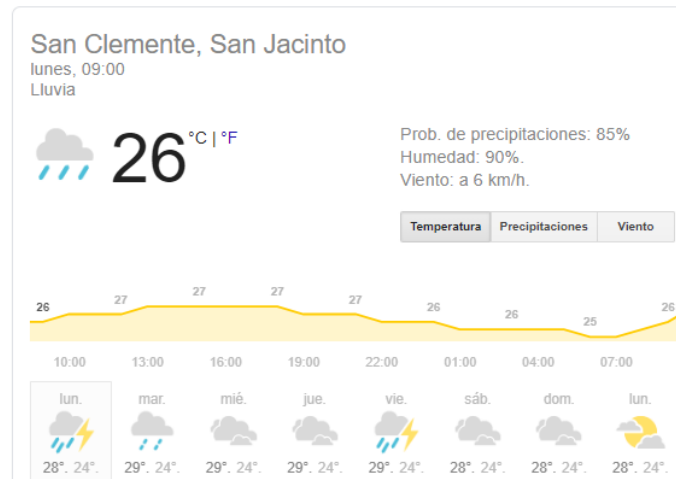 San Clemente, San Jacinto
lunes, 09:00
Lluvia
26 °C | °F
Prob. de precipitaciones: 85%
Humedad: 90%.
Viento: a 6 km/h.
Temperatura Precipitaciones Viento
26 27 27 27 27 26 26 25 26
10:00 13:00 16:00 19:00 22:00 01:00 04:00 07:00
lun. mar. mié. jue. vie. sáb. dom. lun.
28°. 24°. 29°. 24°. 29°. 24°. 29°. 24°. 29°. 24°. 28°. 24°. 28°. 24°. 28°. 24°.